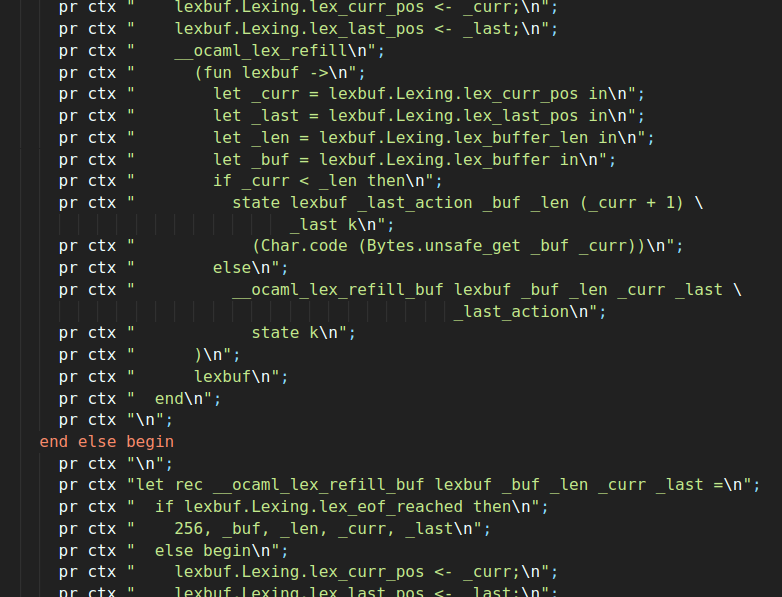 pr ctx "    lexbuf.Lexing.lex_curr_pos <- _curr;\n";
pr ctx "    lexbuf.Lexing.lex_last_pos <- _last;\n";
pr ctx "    __ocaml_lex_refill\n";
pr ctx "      (fun lexbuf ->\n";
pr ctx "        let _curr = lexbuf.Lexing.lex_curr_pos in\n";
pr ctx "        let _last = lexbuf.Lexing.lex_last_pos in\n";
pr ctx "        let _len = lexbuf.Lexing.lex_buffer_len in\n";
pr ctx "        let _buf = lexbuf.Lexing.lex_buffer in\n";
pr ctx "        if _curr < _len then\n";
pr ctx "          state lexbuf _last_action _buf _len (_curr + 1) \
                        _last k\n";
pr ctx "            (Char.code (Bytes.unsafe_get _buf _curr))\n";
pr ctx "        else\n";
pr ctx "          __ocaml_lex_refill_buf lexbuf _buf _len _curr _last \
                                         _last_action\n";
pr ctx "            state k\n";
pr ctx "      )\n";
pr ctx "      lexbuf\n";
pr ctx "  end\n";
pr ctx "\n";
end else begin
pr ctx "\n";
pr ctx "let rec __ocaml_lex_refill_buf lexbuf _buf _len _curr _last =\n";
pr ctx "  if lexbuf.Lexing.lex_eof_reached then\n";
pr ctx "    256, _buf, _len, _curr, _last\n";
pr ctx "  else begin\n";
pr ctx "    lexbuf.Lexing.lex_curr_pos <- _curr;\n";
pr ctx "    lexbuf.Lexing.lex_last_pos <- _last;\n";